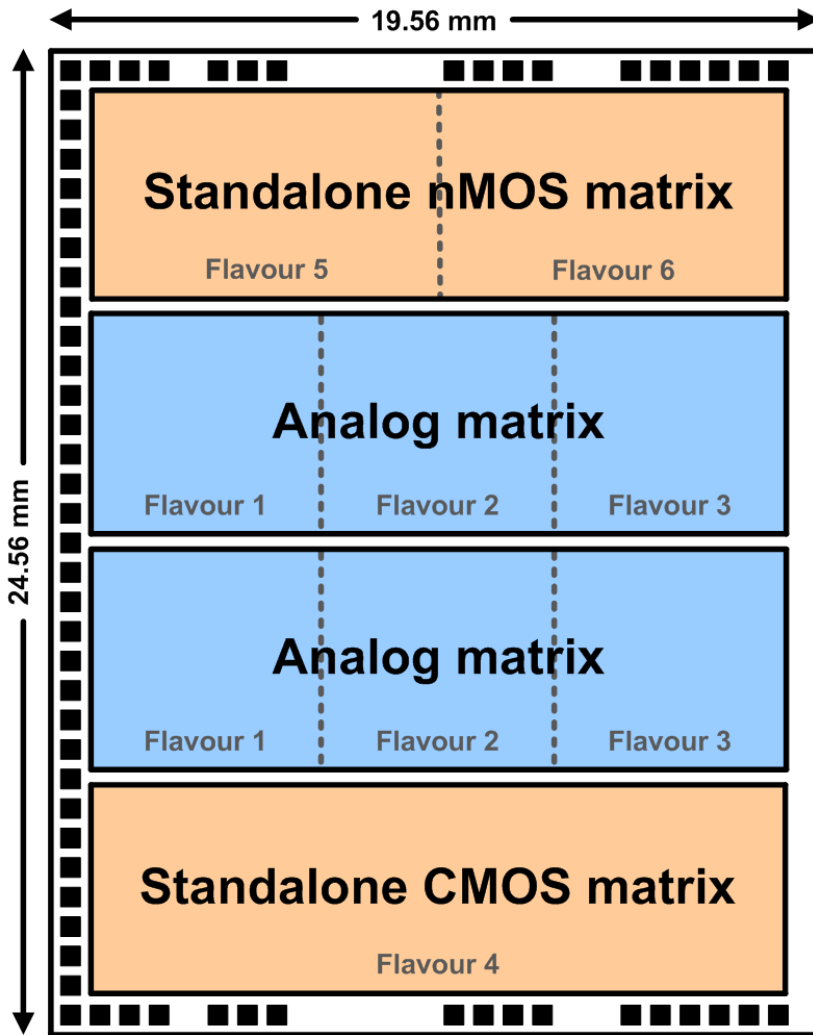 19.56 mm
24.56 mm
Standalone nMOS matrix
Flavour 5 Flavour 6
Analog matrix
Flavour 1 Flavour 2 Flavour 3
Analog matrix
Flavour 1 Flavour 2 Flavour 3
Standalone CMOS matrix
Flavour 4